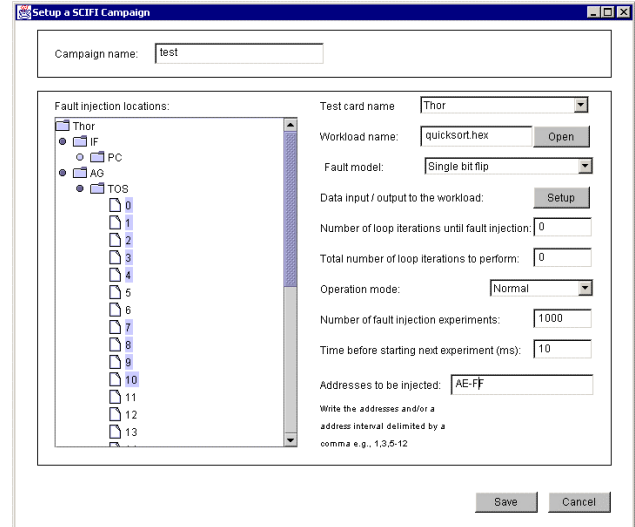 Setup a SCIFI Campaign
Campaign name: test
Fault injection locations:
Thor
IF
PC
AG
TOS
0
1
2
3
4
5
6
7
8
9
10
11
12
13
Test card name Thor
Workload name: quicksort.hex Open
Fault model: Single bit flip
Data input / output to the workload: Setup
Number of loop iterations until fault injection: 0
Total number of loop iterations to perform: 0
Operation mode: Normal
Number of fault injection experiments: 1000
Time before starting next experiment (ms): 10
Addresses to be injected: AE-FF
Write the addresses and/or a
address interval delimited by a
comma e.g., 1,3,5-12
Save Cancel